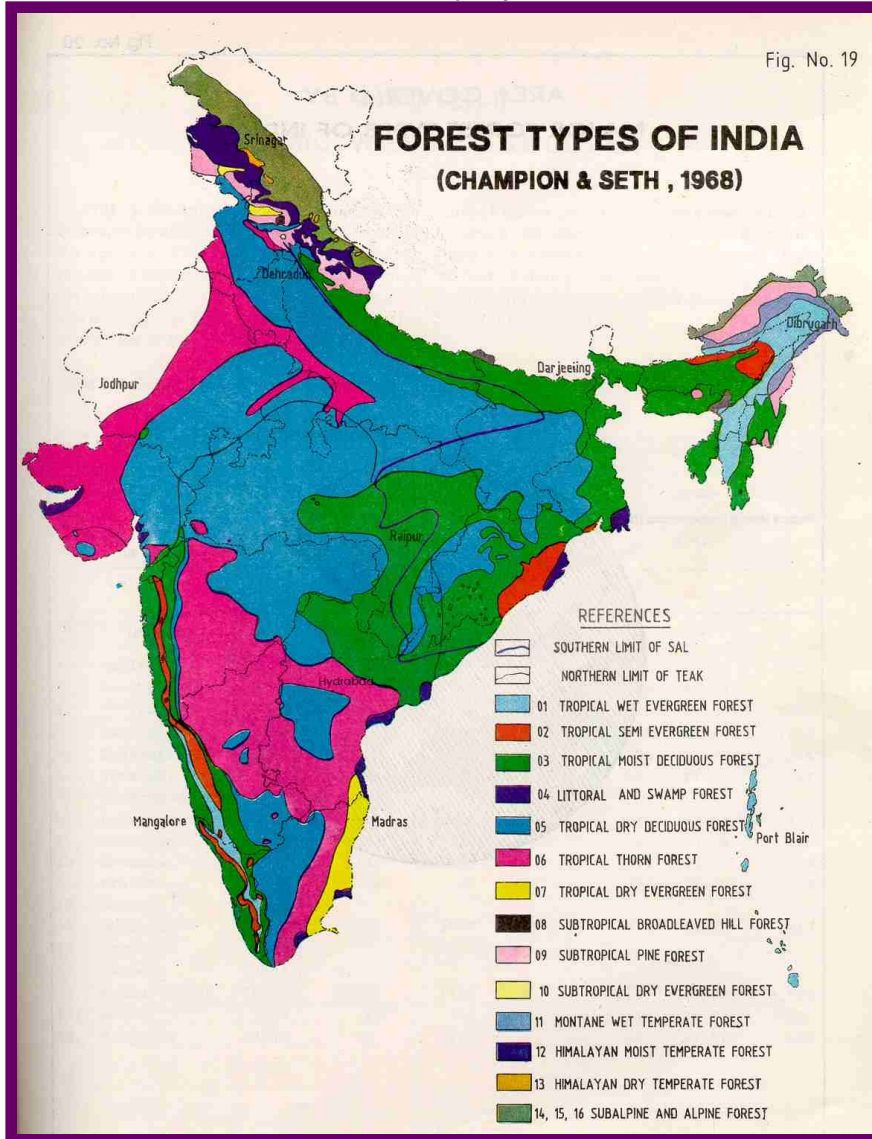 Fig. No. 19
FOREST TYPES OF INDIA
(CHAMPION & SETH , 1968)
Srinagar
Dehradun
Dibrugarh
Darjeeiing
Jodhpur
Raipur
Hydrabad
Mangalore
Madras
Port Blair
REFERENCES
SOUTHERN LIMIT OF SAL
NORTHERN LIMIT OF TEAK
01 TROPICAL WET EVERGREEN FOREST
02 TROPICAL SEMI EVERGREEN FOREST
03 TROPICAL MOIST DECIDUOUS FOREST
04 LITTORAL AND SWAMP FOREST
05 TROPICAL DRY DECIDUOUS FOREST
06 TROPICAL THORN FOREST
07 TROPICAL DRY EVERGREEN FOREST
08 SUBTROPICAL BROADLEAVED HILL FOREST
09 SUBTROPICAL PINE FOREST
10 SUBTROPICAL DRY EVERGREEN FOREST
11 MONTANE WET TEMPERATE FOREST
12 HIMALAYAN MOIST TEMPERATE FOREST
13 HIMALAYAN DRY TEMPERATE FOREST
14, 15, 16 SUBALPINE AND ALPINE FOREST